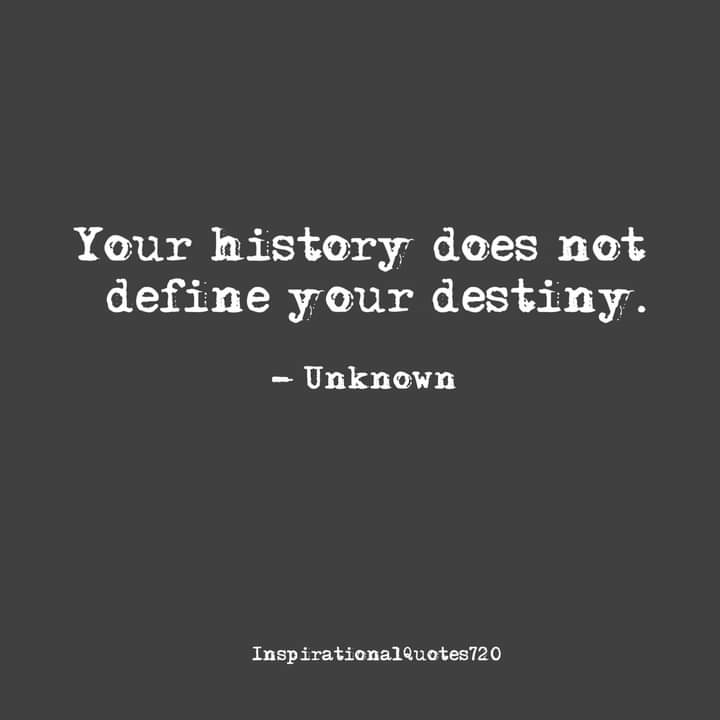 Your history does not
define your destiny.
– Unknown
InspirationalQuotes720